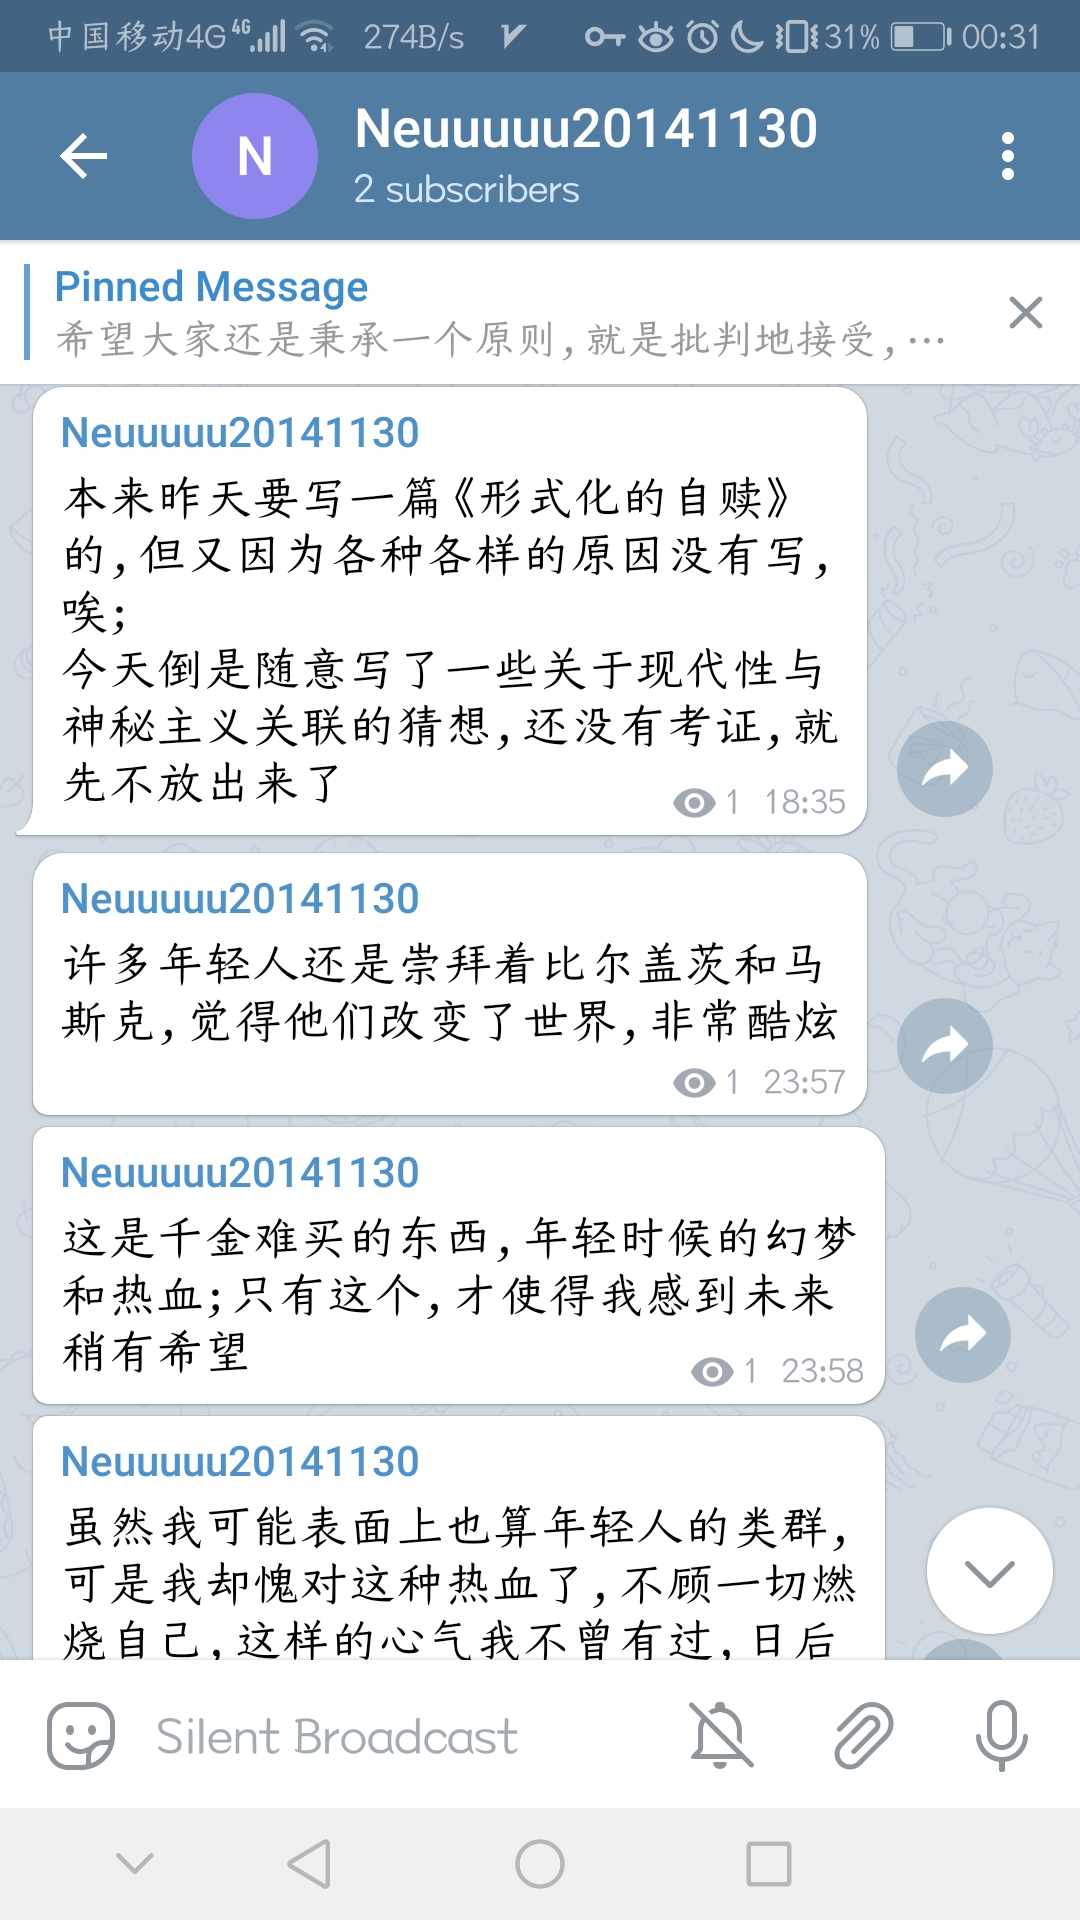 中国移动4G 4G 274B/s 31% 00:31
N
Neuuuuu20141130
2 subscribers
Pinned Message
希望大家还是秉承一个原则,就是批判地接受,…
Neuuuuu20141130
本来昨天要写一篇《形式化的自赎》
的,但又因为各种各样的原因没有写,
唉;
今天倒是随意写了一些关于现代性与
神秘主义关联的猜想,还没有考证,就
先不放出来了
1 18:35
Neuuuuu20141130
许多年轻人还是崇拜着比尔盖茨和马
斯克,觉得他们改变了世界,非常酷炫
1 23:57
Neuuuuu20141130
这是千金难买的东西,年轻时候的幻梦
和热血;只有这个,才使得我感到未来
稍有希望
1 23:58
Neuuuuu20141130
虽然我可能表面上也算年轻人的类群,
可是我却愧对这种热血了,不顾一切燃
烧自己,这样的心气我不曾有过,日后
Silent Broadcast